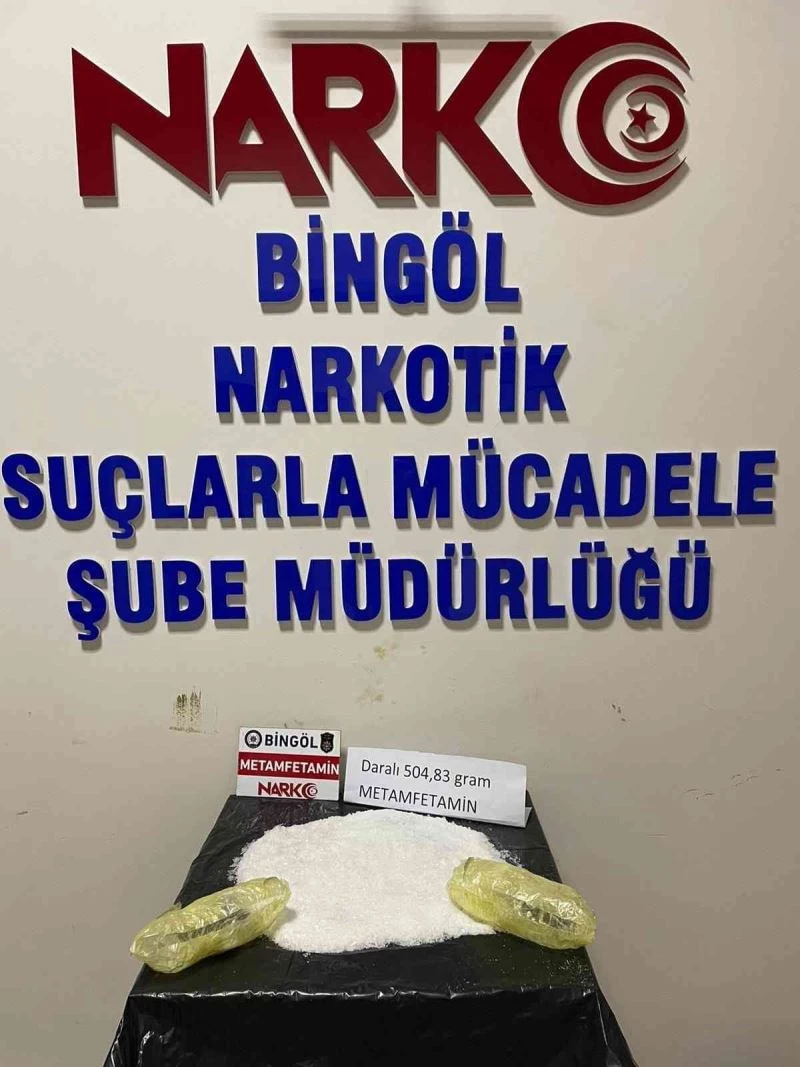 NARKO
BİNGÖL
NARKOTİK
SUÇLARLA MÜCADELE
ŞUBE MÜDÜRLÜĞÜ
BİNGÖL
METAMFETAMİN
NARKO
Daralı 504,83 gram
METAMFETAMİN